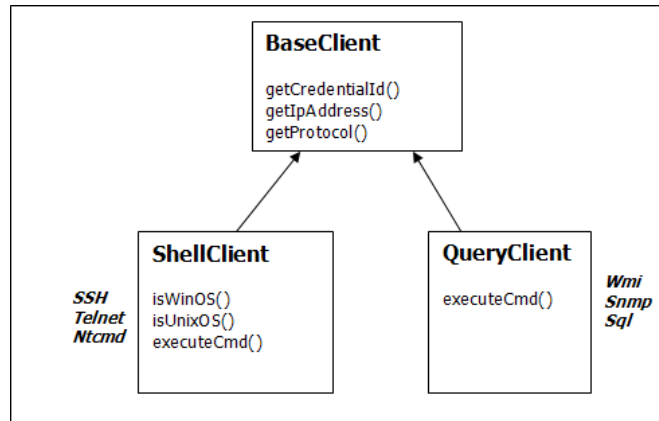 BaseClient
getCredentialId()
getIpAddress()
getProtocol()
ShellClient
isWinOS()
isUnixOS()
executeCmd()
SSH
Telnet
Ntcmd
QueryClient
executeCmd()
Wmi
Snmp
Sql